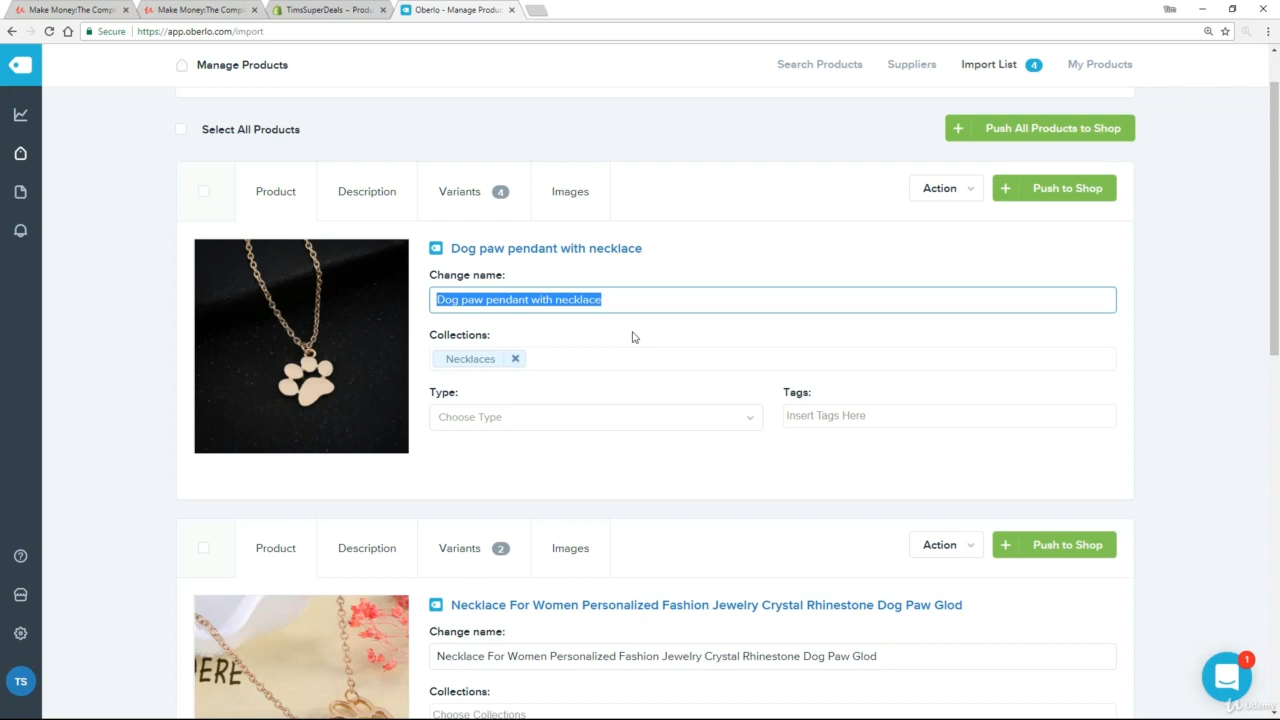 Make Money:The Compl
Make Money:The Compl
TimsSuperDeals ~ Produ
Oberlo - Manage Produc
Tim
Secure
https://app.oberlo.com/import
Manage Products
Search Products
Suppliers
Import List 4
My Products
Select All Products
+ Push All Products to Shop
Product
Description
Variants 4
Images
Action
+ Push to Shop
Dog paw pendant with necklace
Change name:
Dog paw pendant with necklace
Collections:
Necklaces ×
Type:
Tags:
Choose Type
Insert Tags Here
Product
Description
Variants 2
Images
Action
+ Push to Shop
Necklace For Women Personalized Fashion Jewelry Crystal Rhinestone Dog Paw Glod
Change name:
Necklace For Women Personalized Fashion Jewelry Crystal Rhinestone Dog Paw Glod
Collections:
Choose Collections
TS
1
Udemy